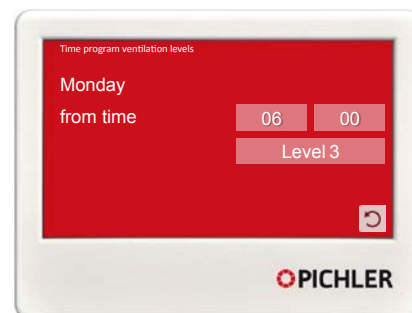 Time program ventilation levels
Monday
from time 06 00
Level 3
PICHLER